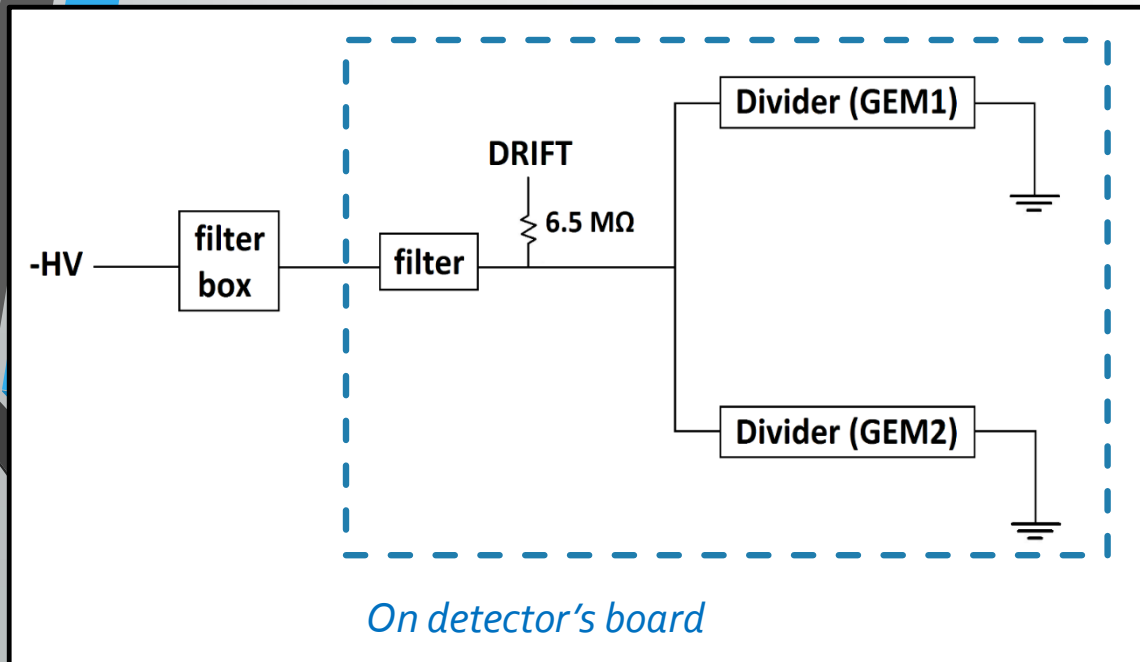 Divider (GEM1)
DRIFT
6.5 MΩ
filter
box
-HV
filter
Divider (GEM2)
On detector's board